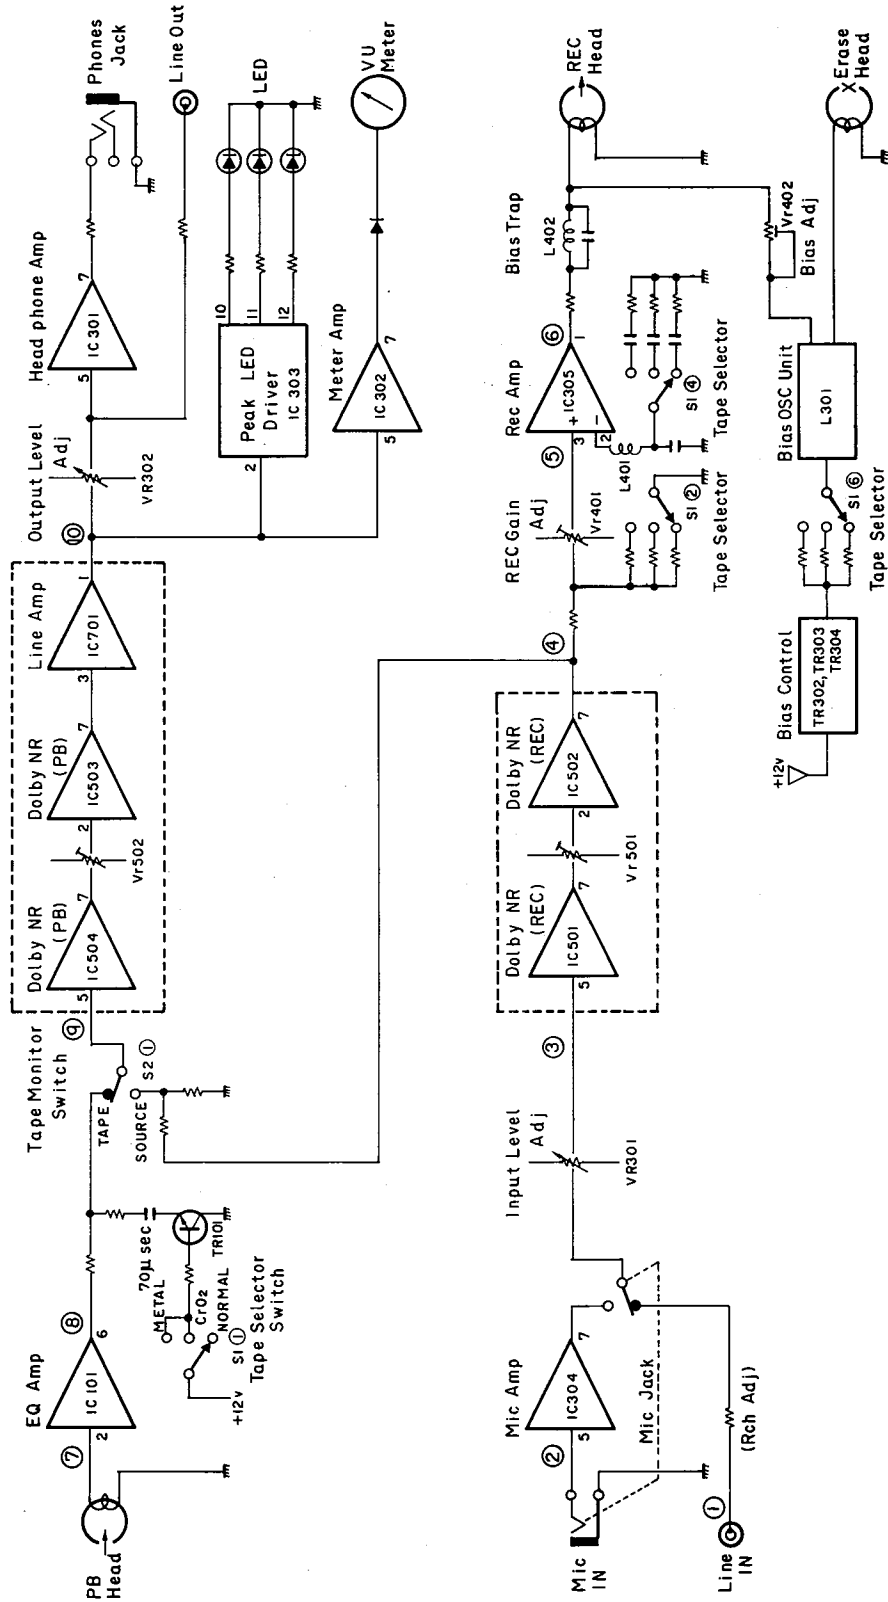 PB
Head
⑦
2
EQ Amp
IC101
6
⑧
70µ sec
METAL
CrO2
NORMAL
TR101
S1 ①
+12V
Tape Selector
Switch
Tape Monitor
Switch
TAPE
SOURCE
S2 ①
⑨
5
Dolby NR
(PB)
IC504
7
Vr502
2
Dolby NR
(PB)
IC503
7
3
Line Amp
IC701
1
⑩
Output Level
Adj
VR302
5
Head phone Amp
IC301
7
Phones
Jack
Line Out
2
Peak LED
Driver
IC 303
10
11
12
LED
5
Meter Amp
IC302
7
VU
Meter
Mic
IN
②
5
Mic Amp
IC304
7
Mic Jack
Line
IN
①
(Rch Adj)
Input Level
Adj
VR301
③
5
Dolby NR
(REC)
IC501
7
Vr501
2
Dolby NR
(REC)
IC502
7
④
REC Gain
Adj
Vr401
S1 ②
Tape Selector
⑤
3
2
+
−
Rec Amp
IC305
1
⑥
L401
S1 ④
Tape Selector
Bias Trap
L402
REC
Head
+12V
Bias Control
TR302, TR303
TR304
S1 ⑥
Tape Selector
Bias OSC Unit
L301
Vr402
Bias Adj
Erase
Head